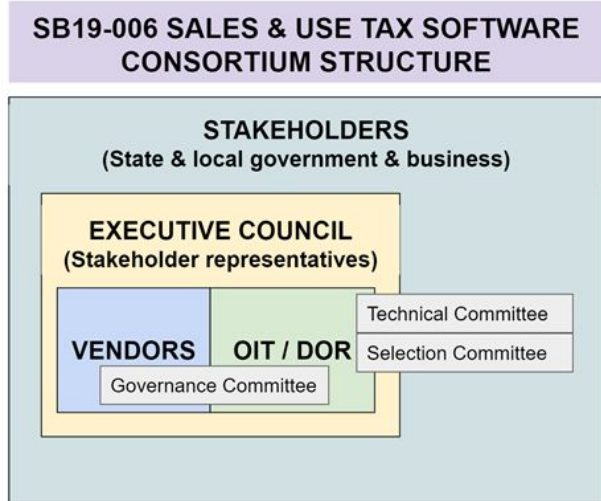 SB19-006 SALES & USE TAX SOFTWARE
CONSORTIUM STRUCTURE
STAKEHOLDERS
(State & local government & business)
EXECUTIVE COUNCIL
(Stakeholder representatives)
Technical Committee
VENDORS
OIT / DOR
Selection Committee
Governance Committee